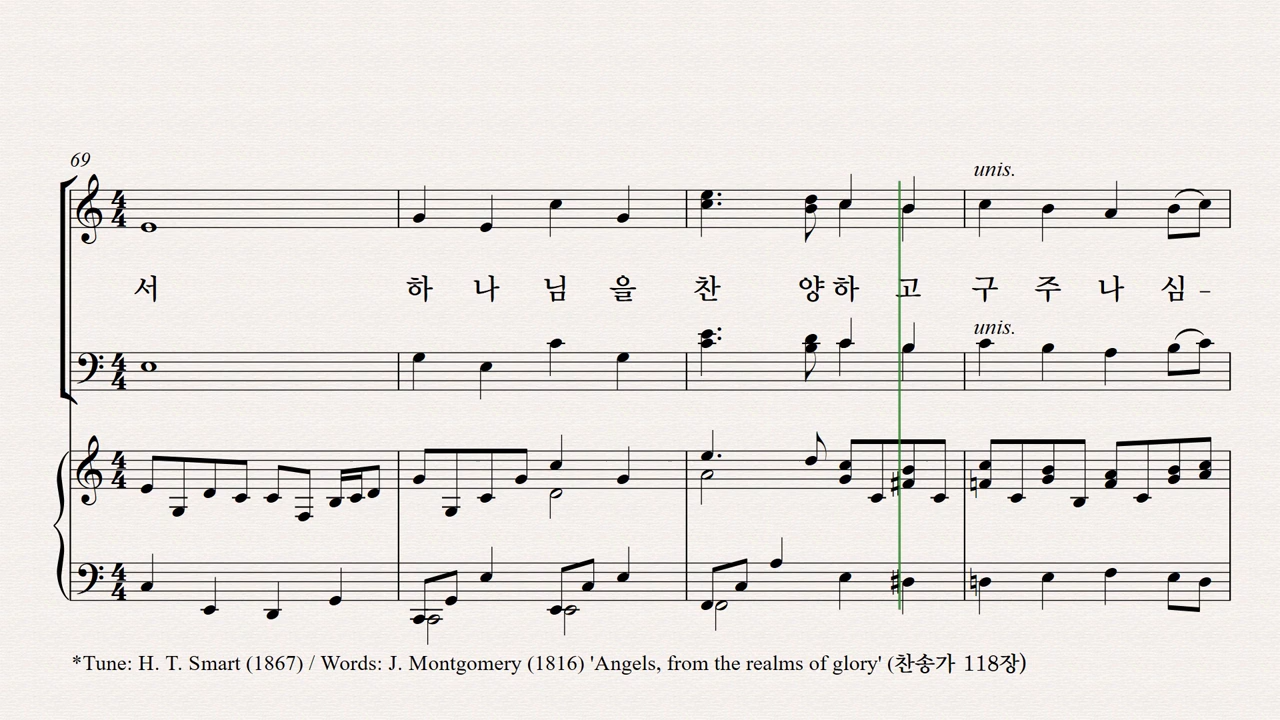 69
unis.
서 하 나 님 을 찬 양 하 고 구 주 나 심 -
unis.
*Tune: H. T. Smart (1867) / Words: J. Montgomery (1816) 'Angels, from the realms of glory' (찬송가 118장)